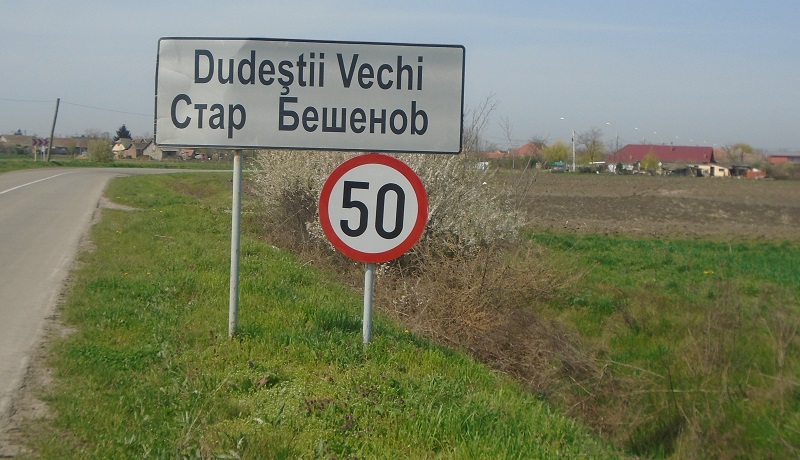 Dudeştii Vechi
Стар Бешеноb
50